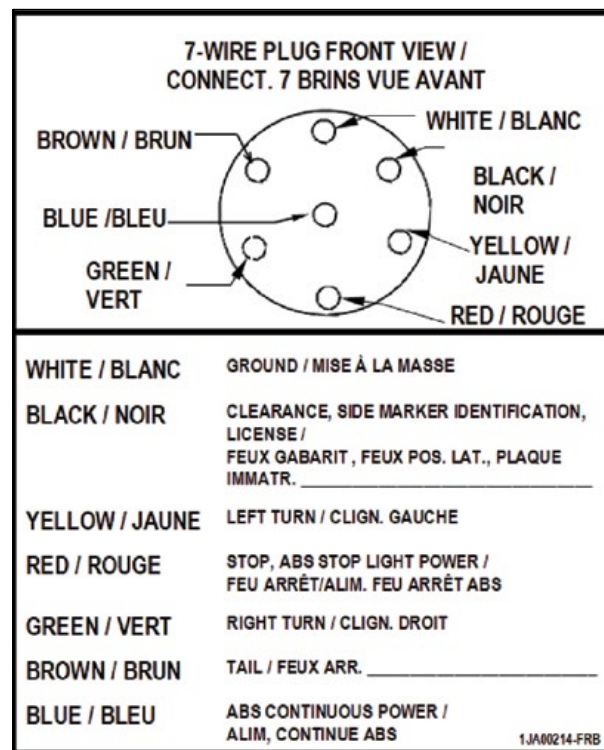 7-WIRE PLUG FRONT VIEW /
CONNECT. 7 BRINS VUE AVANT
WHITE / BLANC
BROWN / BRUN
BLACK /
NOIR
BLUE /BLEU
YELLOW /
JAUNE
GREEN /
VERT
RED / ROUGE
WHITE / BLANC GROUND / MISE À LA MASSE
BLACK / NOIR CLEARANCE, SIDE MARKER IDENTIFICATION,
LICENSE /
FEUX GABARIT , FEUX POS. LAT., PLAQUE
IMMATR. ____________________
YELLOW / JAUNE LEFT TURN / CLIGN. GAUCHE
RED / ROUGE STOP, ABS STOP LIGHT POWER /
FEU ARRÊT/ALIM. FEU ARRÊT ABS
GREEN / VERT RIGHT TURN / CLIGN. DROIT
BROWN / BRUN TAIL / FEUX ARR. ____________________
BLUE / BLEU ABS CONTINUOUS POWER /
ALIM, CONTINUE ABS
1JA00214-FRB